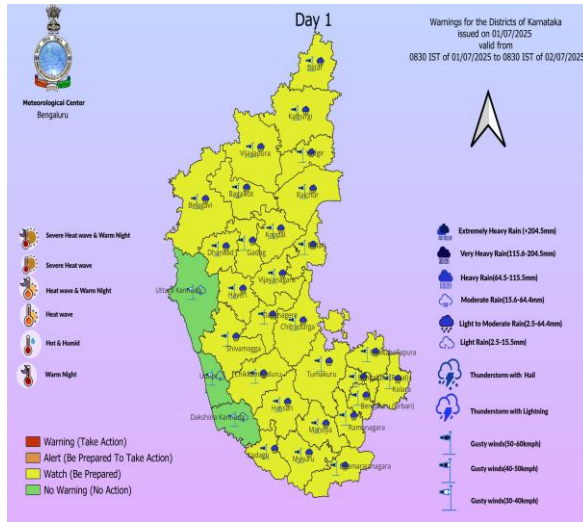 Day 1
Warnings for the Districts of Karnataka
issued on 01/07/2025
valid from
0830 IST of 01/07/2025 to 0830 IST of 02/07/2025
Meteorological Center
Bengaluru
Bidar
Kalburgi
Vijayapura
Raichur
Bagalkot
Belagavi
Koppal
Dharwad
Gadag
Uttara Kannada
Vijayanagara
Haveri
Chitradurga
Shivamogga
Udupi
Tumakuru
Kolara
Bengaluru (Urban)
Hassan
Dakshina Kannada
Mandya
Ramanagara
Kodagu
Mysuru
Chamarajanagara
Severe Heat wave & Warm Night
Severe Heat wave
Heat wave & Warm Night
Heat wave
Hot & Humid
Warm Night
Extremely Heavy Rain (>204.5mm)
Very Heavy Rain(115.6-204.5mm)
Heavy Rain(64.5-115.5mm)
Moderate Rain(15.6-64.4mm)
Light to Moderate Rain(2.5-64.4mm)
Light Rain(2.5-15.5mm)
Thunderstorm with Hail
Thunderstorm with Lightning
Gusty winds(50-60kmph)
Gusty winds(40-50kmph)
Gusty winds(30-40kmph)
Warning (Take Action)
Alert (Be Prepared To Take Action)
Watch (Be Prepared)
No Warning (No Action)